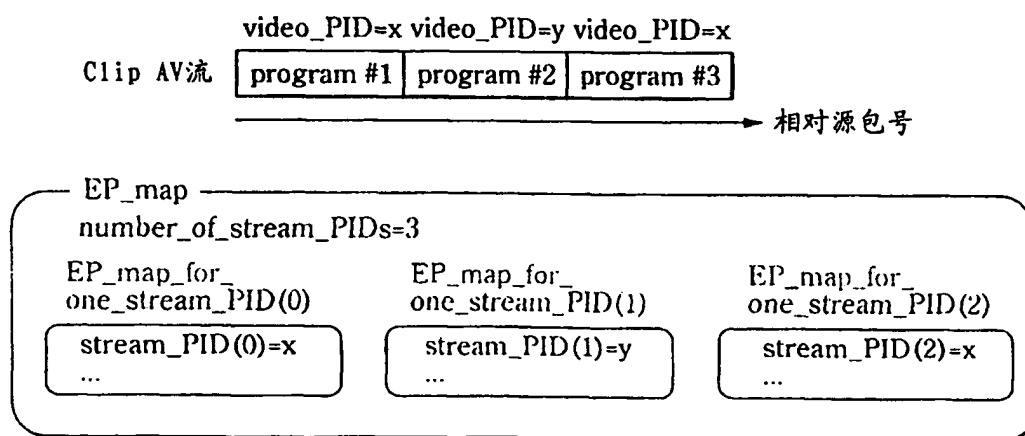 video_PID=x video_PID=y video_PID=x
Clip AV流 program #1 program #2 program #3
相对源包号
EP_map
number_of_stream_PIDs=3
EP_map_for_ EP_map_for_ EP_map_for_
one_stream_PID(0) one_stream_PID(1) one_stream_PID(2)
stream_PID(0)=x stream_PID(1)=y stream_PID(2)=x
... ... ...